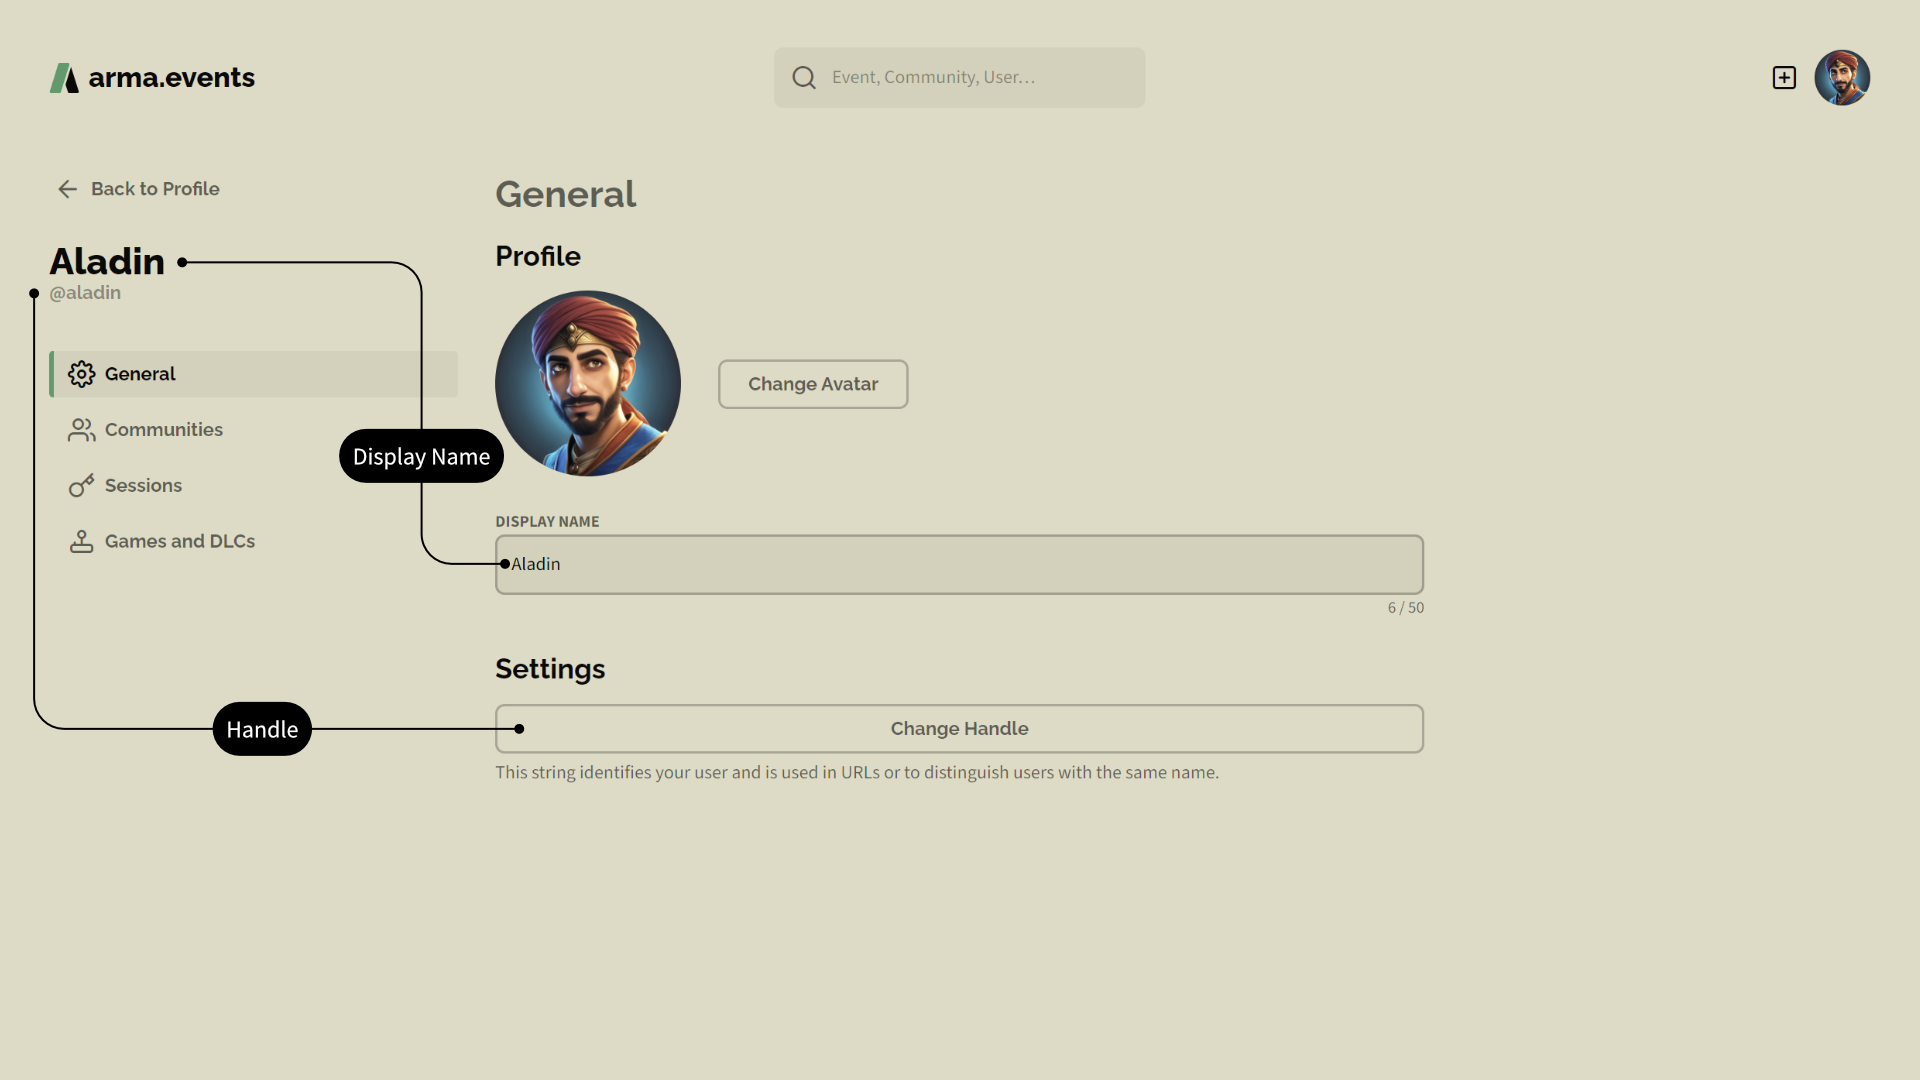 arma.events
Event, Community, User...
Back to Profile
Aladin
@aladin
General
Communities
Sessions
Games and DLCs
General
Profile
Change Avatar
Display Name
DISPLAY NAME
Aladin
6 / 50
Settings
Handle
Change Handle
This string identifies your user and is used in URLs or to distinguish users with the same name.